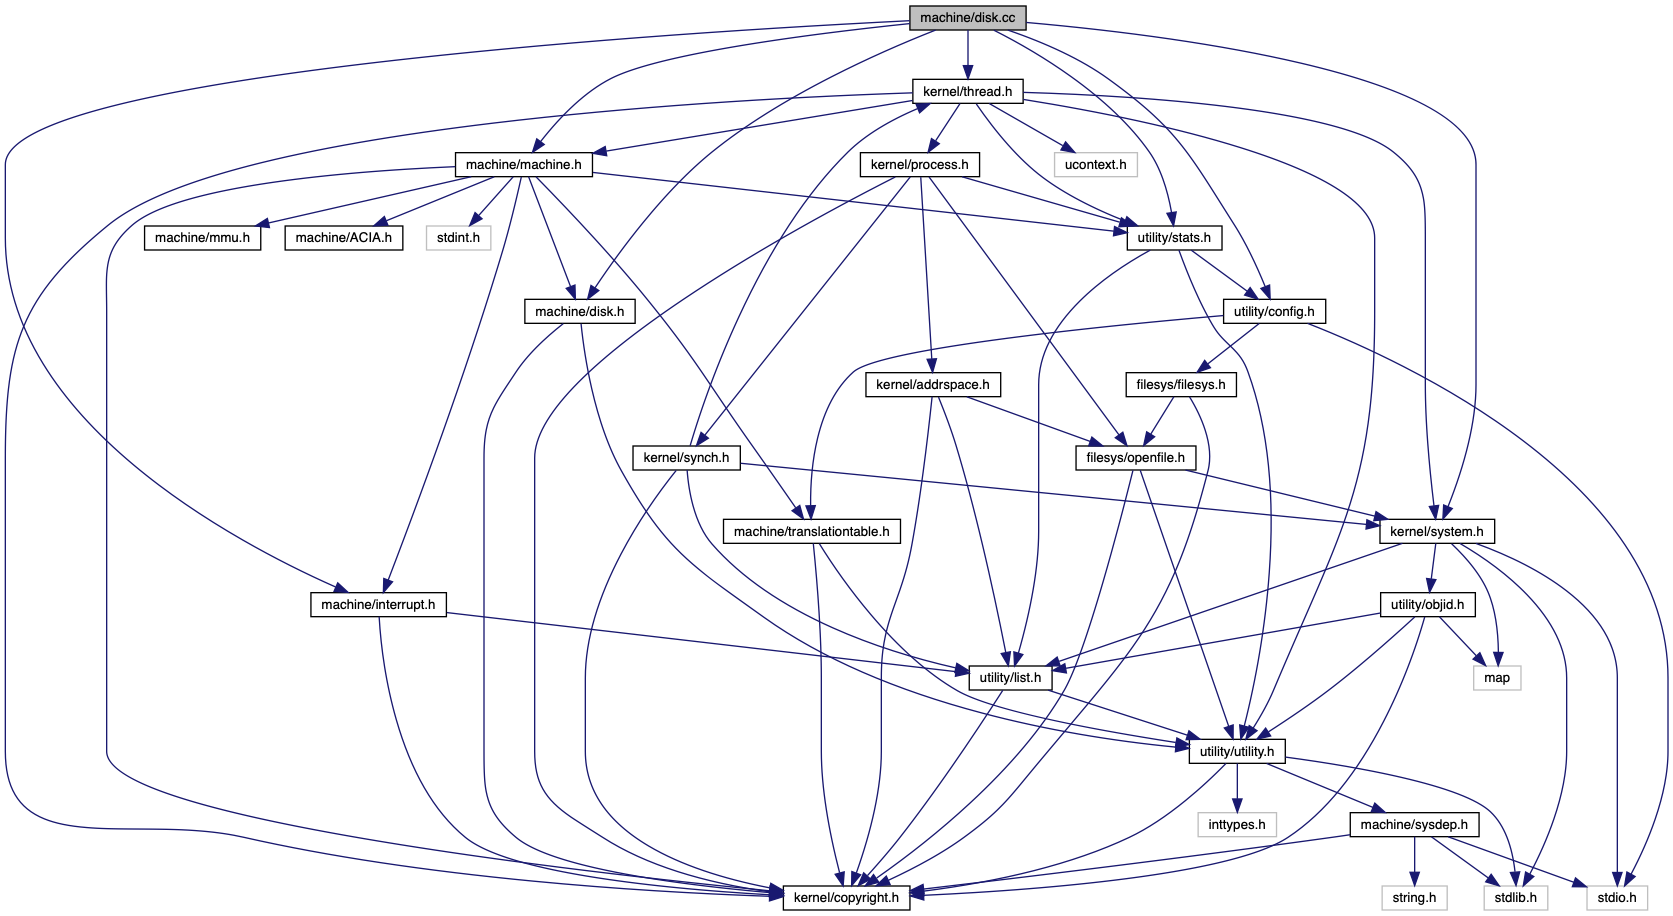 machine/disk.cc
kernel/thread.h
machine/machine.h
kernel/process.h
ucontext.h
machine/mmu.h
machine/ACIA.h
stdint.h
utility/stats.h
machine/disk.h
utility/config.h
kernel/addrspace.h
filesys/filesys.h
kernel/synch.h
filesys/openfile.h
machine/translationtable.h
kernel/system.h
machine/interrupt.h
utility/objid.h
utility/list.h
map
utility/utility.h
inttypes.h
machine/sysdep.h
kernel/copyright.h
string.h
stdlib.h
stdio.h